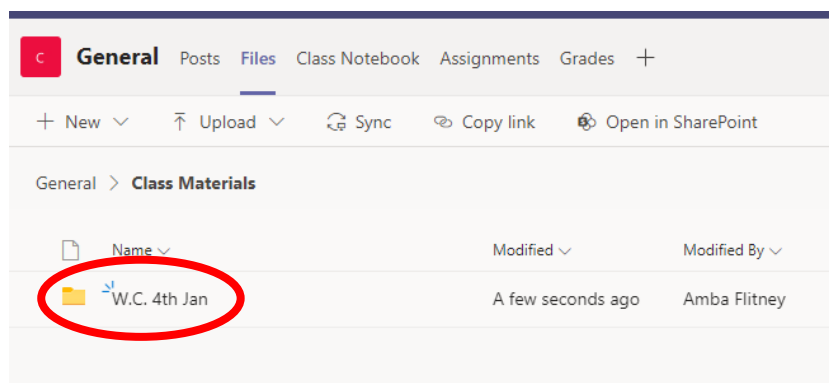 C General Posts Files Class Notebook Assignments Grades
New Upload Sync Copy link Open in SharePoint
General > Class Materials
Name Modified Modified By
W.C. 4th Jan A few seconds ago Amba Flitney